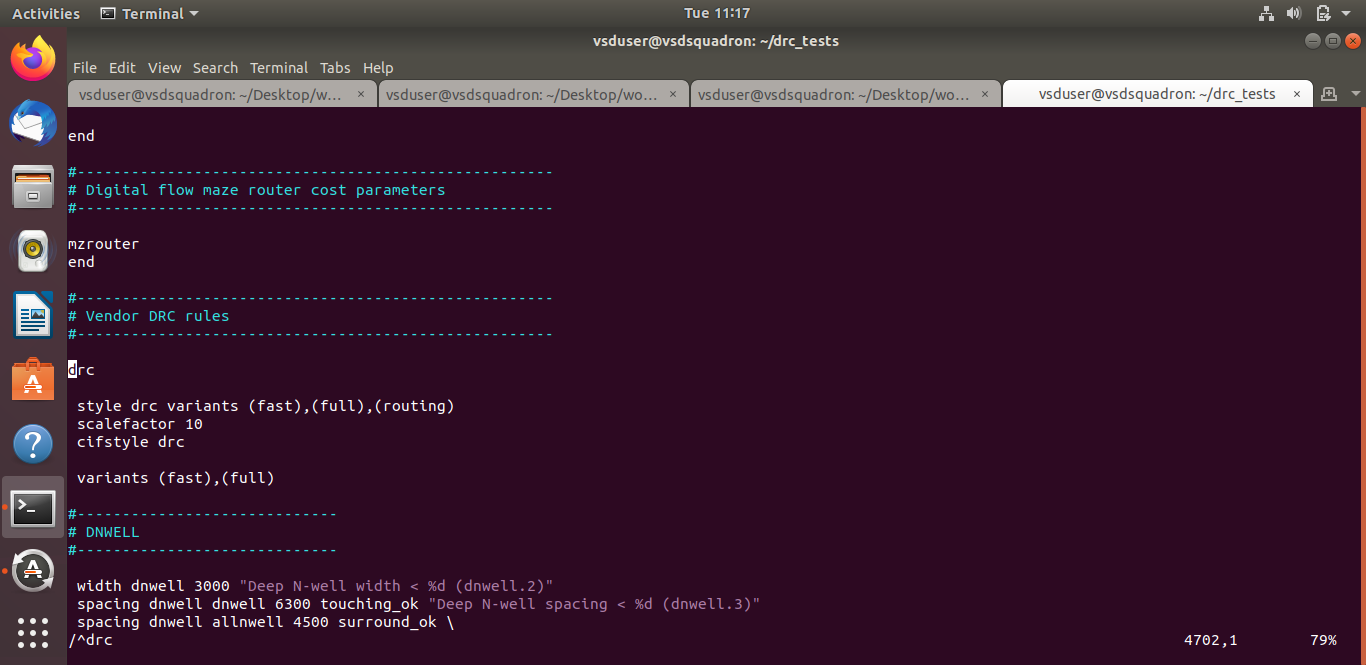 Activities Terminal Tue 11:17
vsduser@vsdsquadron: ~/drc_tests
File Edit View Search Terminal Tabs Help
vsduser@vsdsquadron: ~/Desktop/w... × vsduser@vsdsquadron: ~/Desktop/wo... × vsduser@vsdsquadron: ~/Desktop/wo... × vsduser@vsdsquadron: ~/drc_tests ×
end
#-----------------------------------------------------
# Digital flow maze router cost parameters
#-----------------------------------------------------
mzrouter
end
#-----------------------------------------------------
# Vendor DRC rules
#-----------------------------------------------------
drc
style drc variants (fast),(full),(routing)
scalefactor 10
cifstyle drc
variants (fast),(full)
#-----------------------------
# DNWELL
#-----------------------------
width dnwell 3000 "Deep N-well width < %d (dnwell.2)"
spacing dnwell dnwell 6300 touching_ok "Deep N-well spacing < %d (dnwell.3)"
spacing dnwell allnwell 4500 surround_ok \
/^drc 4702,1 79%